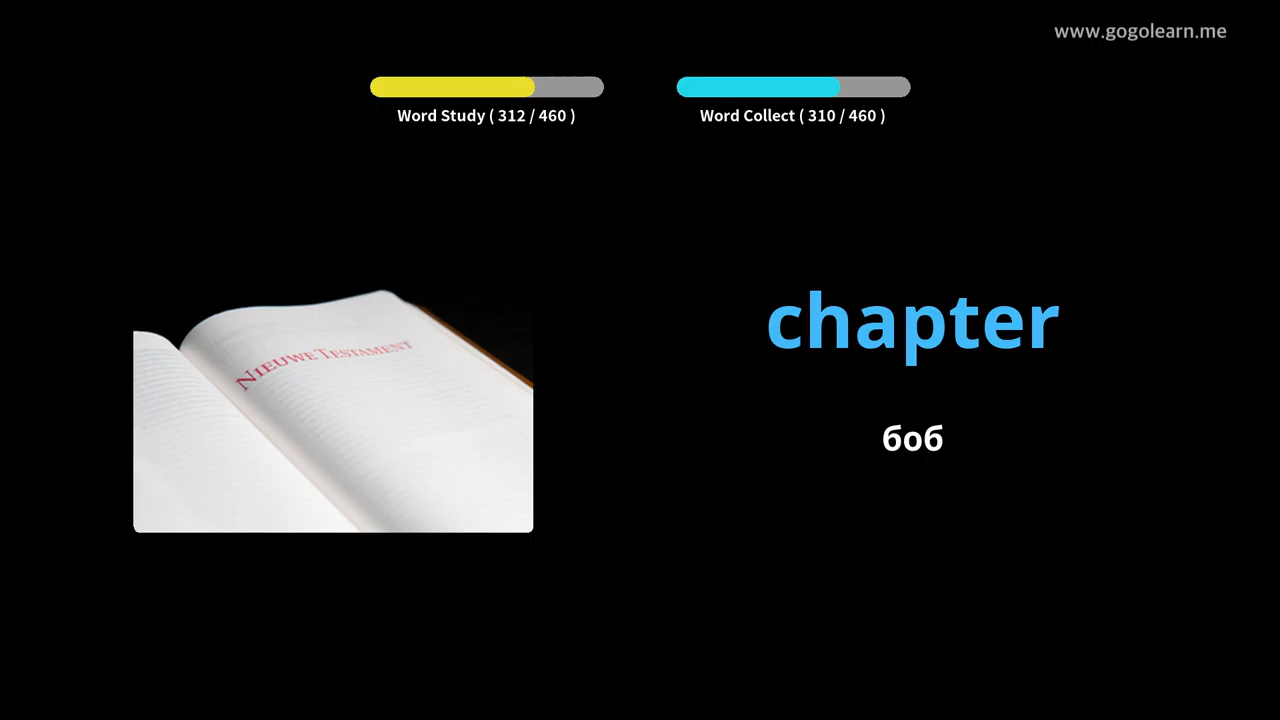 www.gogolearn.me
Word Study ( 312 / 460 )
Word Collect ( 310 / 460 )
NIEUWE TESTAMENT
chapter
боб